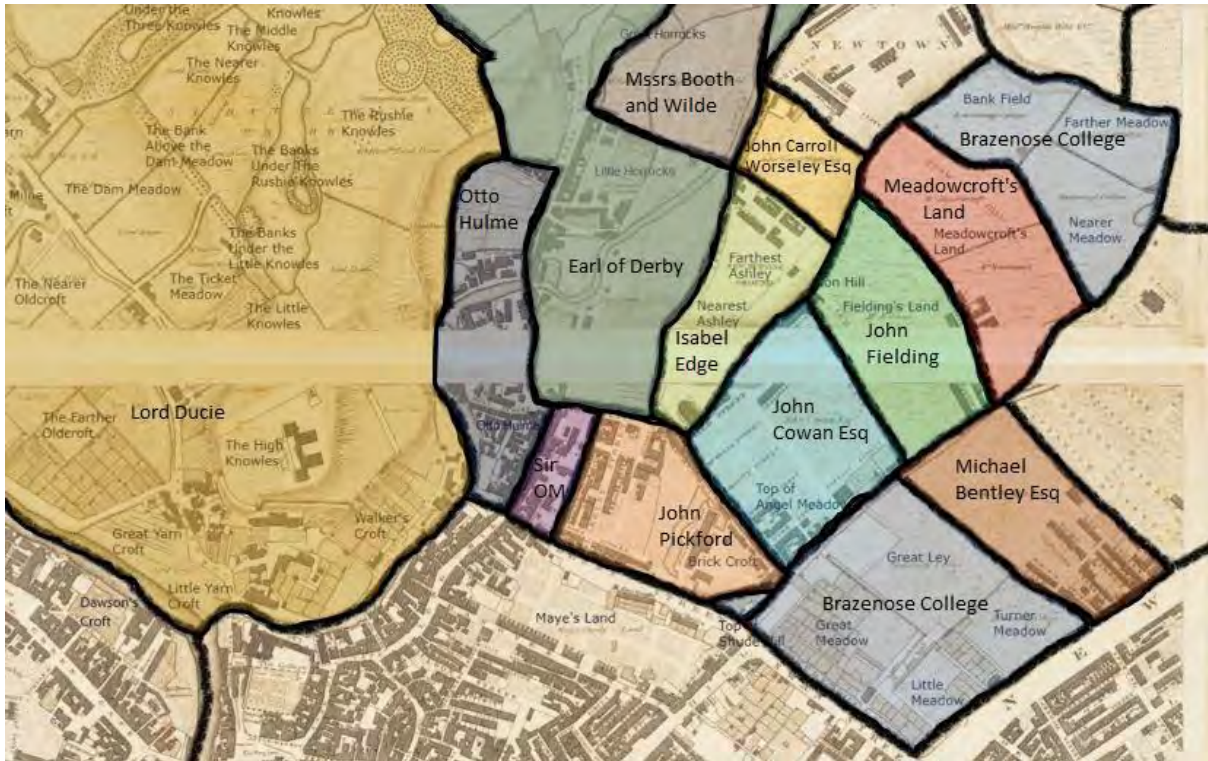 Under the
Three Knowles
Knowles
The Middle
Knowles
The Nearer
Knowles
The Rushie
Knowles
The Bank
Above the
Dam Meadow
The Banks
Under The
Rushie Knowles
The Dam Meadow
Milne
The Banks
Under the
Little Knowles
The Nearer
Oldcroft
The Ticket
Meadow
The Little
Knowles
Lord Ducie
The Farther
Oldcroft
The High
Knowles
Great Yarn
Croft
Walker's
Croft
Little Yarn
Croft
Dawson's
Croft
Otto
Hulme
Otto Hulme
Great Horrocks
Mssrs Booth
and Wilde
Little Horrocks
Earl of Derby
NEWTOWN
John Carroll
Worseley Esq
Bank Field
Farther Meadow
Brazenose College
Nearer
Meadow
Meadowcroft's
Land
Meadowcroft's
Land
Farthest
Ashley
Nearest
Ashley
Isabel
Edge
on Hill
Fielding's Land
John
Fielding
John
Cowan Esq
Top of
Angel Meadow
Sir
OM
John
Pickford
Brick Croft
Michael
Bentley Esq
Great Ley
Brazenose College
Great
Meadow
Turner
Meadow
Little
Meadow
Maye's Land
Top
Shudehill